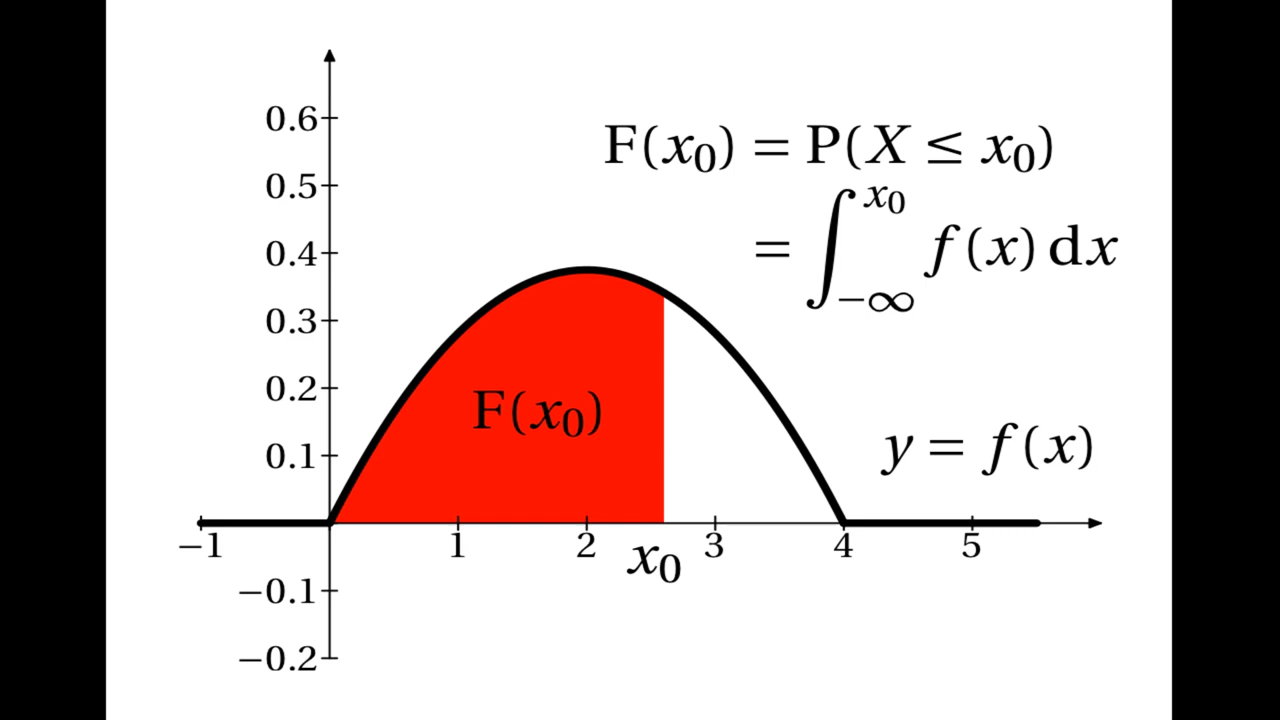 0.6
F(x₀) = P(X ≤ x₀)
0.5
= ∫_{−∞}^{x₀} f(x) dx
0.4
0.3
0.2
F(x₀)
0.1
y = f(x)
−1 1 2 x₀ 3 4 5
−0.1
−0.2